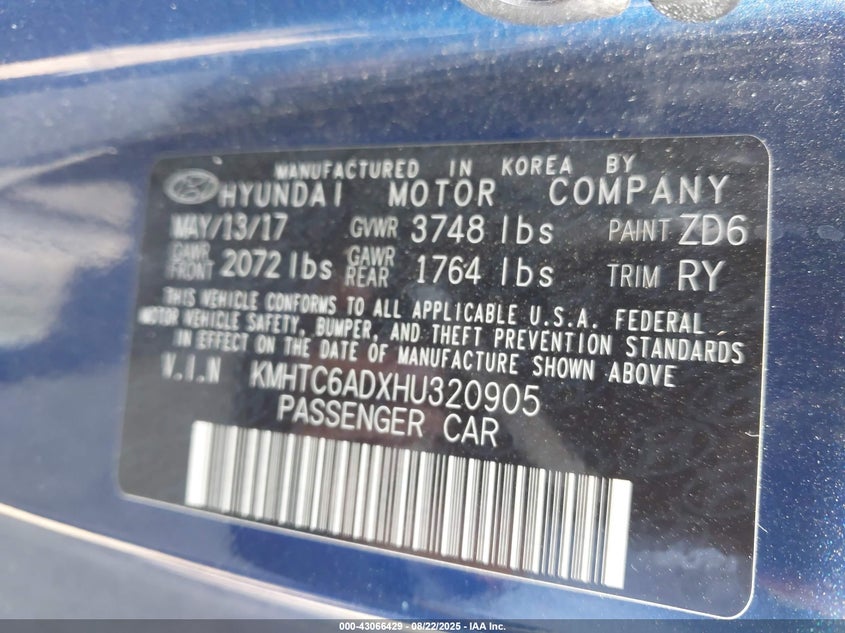 MANUFACTURED IN KOREA BY
HYUNDAI MOTOR COMPANY
MAY/13/17 GVWR 3748 lbs PAINT ZD6
GAWR FRONT 2072 lbs GAWR REAR 1764 lbs TRIM RY
THIS VEHICLE CONFORMS TO ALL APPLICABLE U.S.A. FEDERAL
MOTOR VEHICLE SAFETY, BUMPER, AND THEFT PREVENTION STANDARDS
IN EFFECT ON THE DATE OF MANUFACTURE SHOWN ABOVE
V.I.N KMHTC6ADXHU320905
PASSENGER CAR
000-43066429 - 08/22/2025 - IAA Inc.